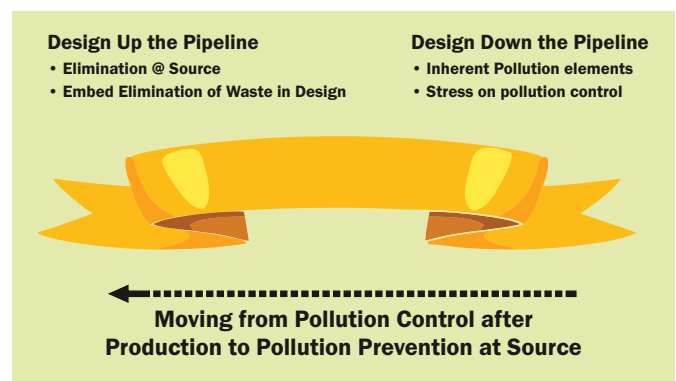 Design Up the Pipeline
• Elimination @ Source
• Embed Elimination of Waste in Design
Design Down the Pipeline
• Inherent Pollution elements
• Stress on pollution control
Moving from Pollution Control after
Production to Pollution Prevention at Source